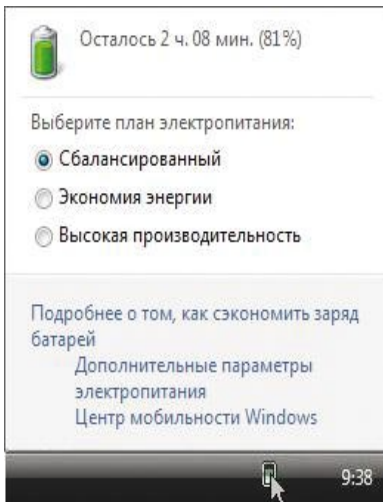 Осталось 2 ч. 08 мин. (81%)
Выберите план электропитания:
Сбалансированный
Экономия энергии
Высокая производительность
Подробнее о том, как сэкономить заряд
батарей
Дополнительные параметры
электропитания
Центр мобильности Windows
9:38